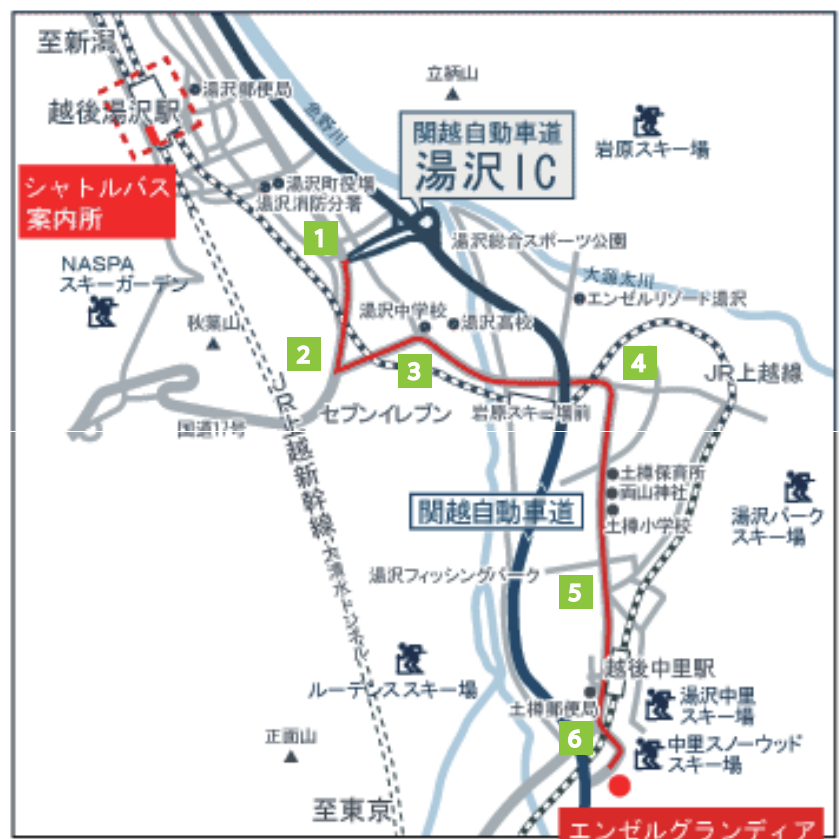 至新潟
越後湯沢駅
湯沢郵便局
立柄山
魚野川
関越自動車道
湯沢IC
岩原スキー場
シャトルバス
案内所
湯沢町役場
湯沢消防分署
1
湯沢総合スポーツ公園
NASPA
スキーガーデン
大源太川
エンゼルリゾート湯沢
秋葉山
湯沢中学校
湯沢高校
2
3
4
JR上越線
セブンイレブン
岩原スキー場前
国道17号
JR上越新幹線
大清水トンネル
土樽保育所
両山神社
土樽小学校
関越自動車道
湯沢パーク
スキー場
湯沢フィッシングパーク
5
越後中里駅
ルーデンススキー場
湯沢中里
スキー場
土樽郵便局
6
中里スノーウッド
スキー場
正面山
至東京
エンゼルグランディア